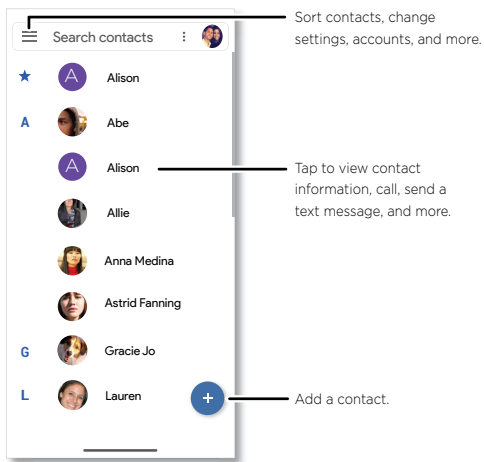 Sort contacts, change
settings, accounts, and more.
Search contacts
A Alison
A Abe
A Alison
Tap to view contact
information, call, send a
text message, and more.
Allie
Anna Medina
Astrid Fanning
G Gracie Jo
L Lauren
Add a contact.